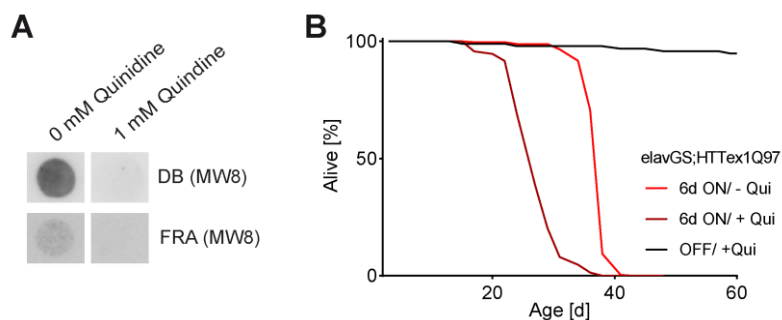 A
0 mM Quinidine
1 mM Quindine
DB (MW8)
FRA (MW8)
B
Alive [%]
100
50
0
20
40
60
Age [d]
elavGS;HTTex1Q97
6d ON/ - Qui
6d ON/ + Qui
OFF/ +Qui